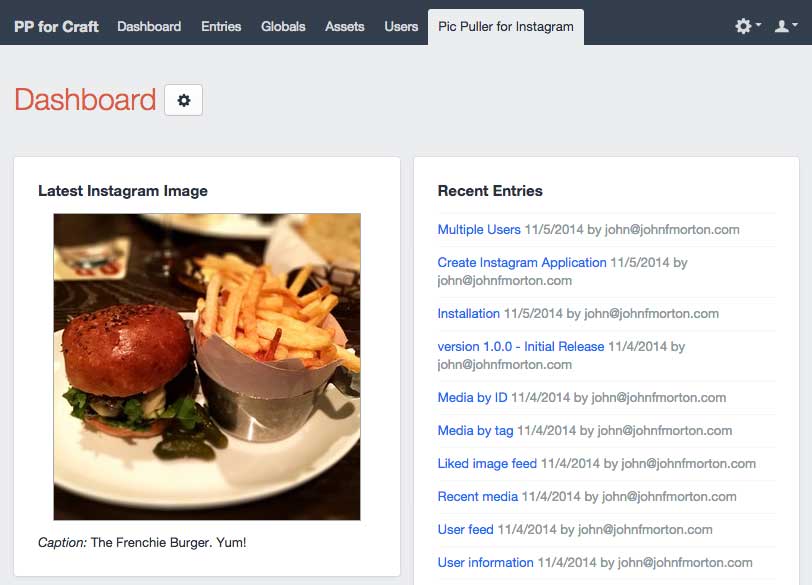 PP for Craft Dashboard Entries Globals Assets Users Pic Puller for Instagram
Dashboard
Latest Instagram Image
Caption: The Frenchie Burger. Yum!
Recent Entries
Multiple Users 11/5/2014 by john@johnfmorton.com
Create Instagram Application 11/5/2014 by
john@johnfmorton.com
Installation 11/5/2014 by john@johnfmorton.com
version 1.0.0 - Initial Release 11/4/2014 by
john@johnfmorton.com
Media by ID 11/4/2014 by john@johnfmorton.com
Media by tag 11/4/2014 by john@johnfmorton.com
Liked image feed 11/4/2014 by john@johnfmorton.com
Recent media 11/4/2014 by john@johnfmorton.com
User feed 11/4/2014 by john@johnfmorton.com
User information 11/4/2014 by john@johnfmorton.com